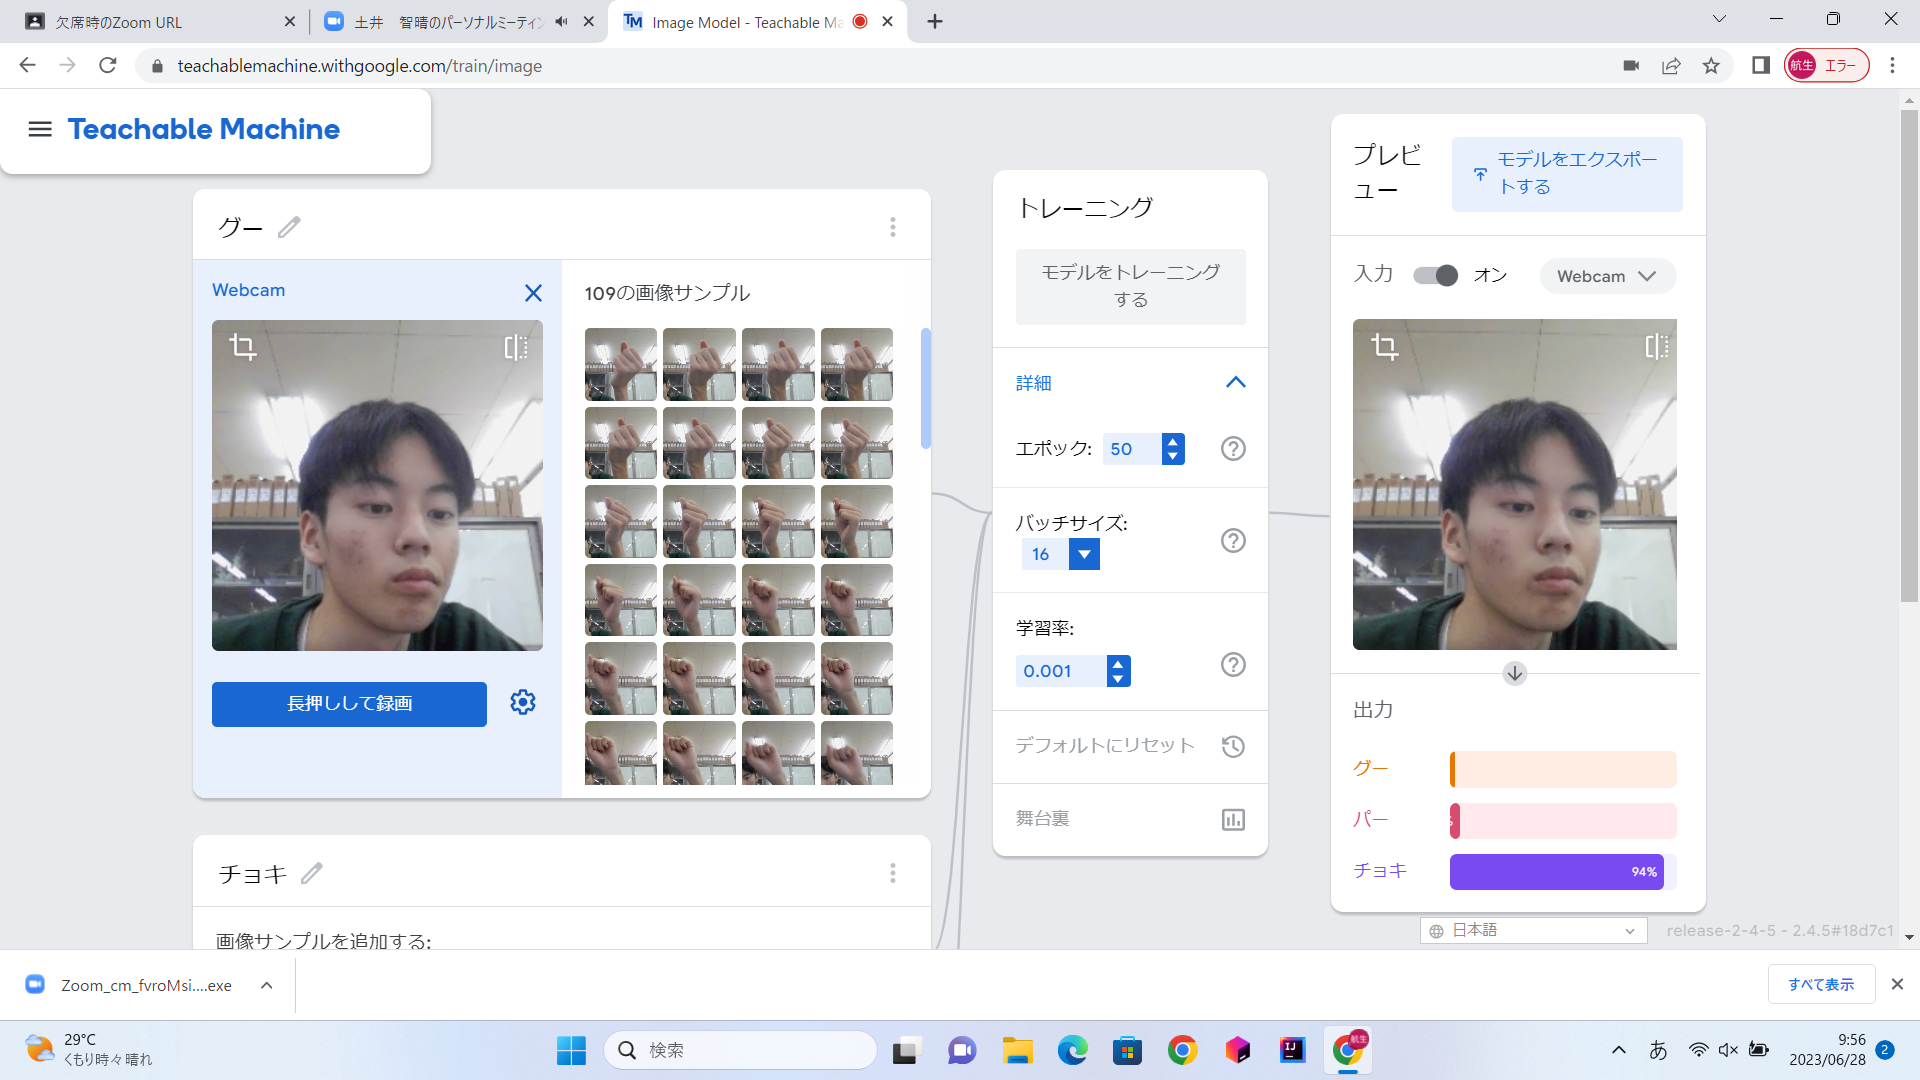 欠席時のZoom URL
土井　智晴のパーソナルミーティン
Image Model - Teachable Ma
teachablemachine.withgoogle.com/train/image
航生 エラー
Teachable Machine
グー
Webcam
109の画像サンプル
長押しして録画
チョキ
画像サンプルを追加する:
トレーニング
モデルをトレーニング
する
詳細
エポック: 50
バッチサイズ:
16
学習率:
0.001
デフォルトにリセット
舞台裏
プレビ
ュー
モデルをエクスポー
トする
入力 オン Webcam
出力
グー
パー
チョキ 94%
日本語
release-2-4-5 - 2.4.5#18d7c1
Zoom_cm_fvroMsi....exe
すべて表示
29°C
くもり時々晴れ
検索
航生
あ
9:56
2023/06/28
2